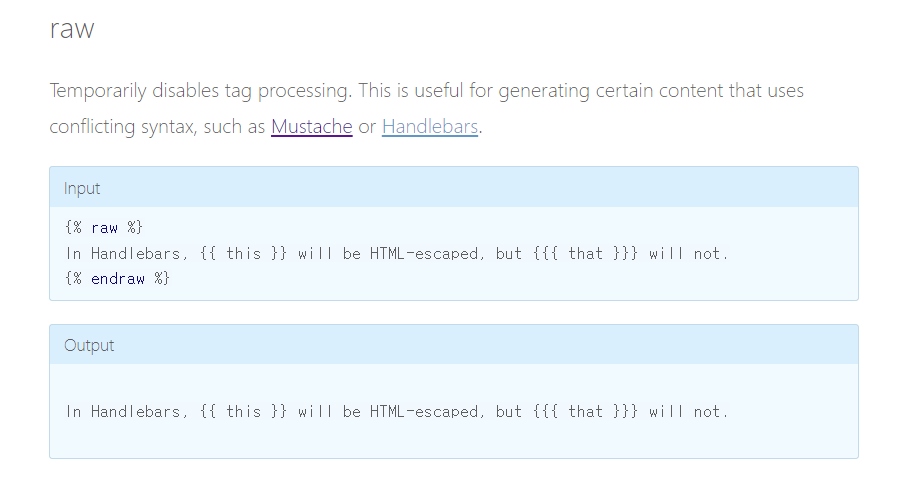 raw
Temporarily disables tag processing. This is useful for generating certain content that uses
conflicting syntax, such as Mustache or Handlebars.
Input
{% raw %}
In Handlebars, {{ this }} will be HTML-escaped, but {{{ that }}} will not.
{% endraw %}
Output
In Handlebars, {{ this }} will be HTML-escaped, but {{{ that }}} will not.